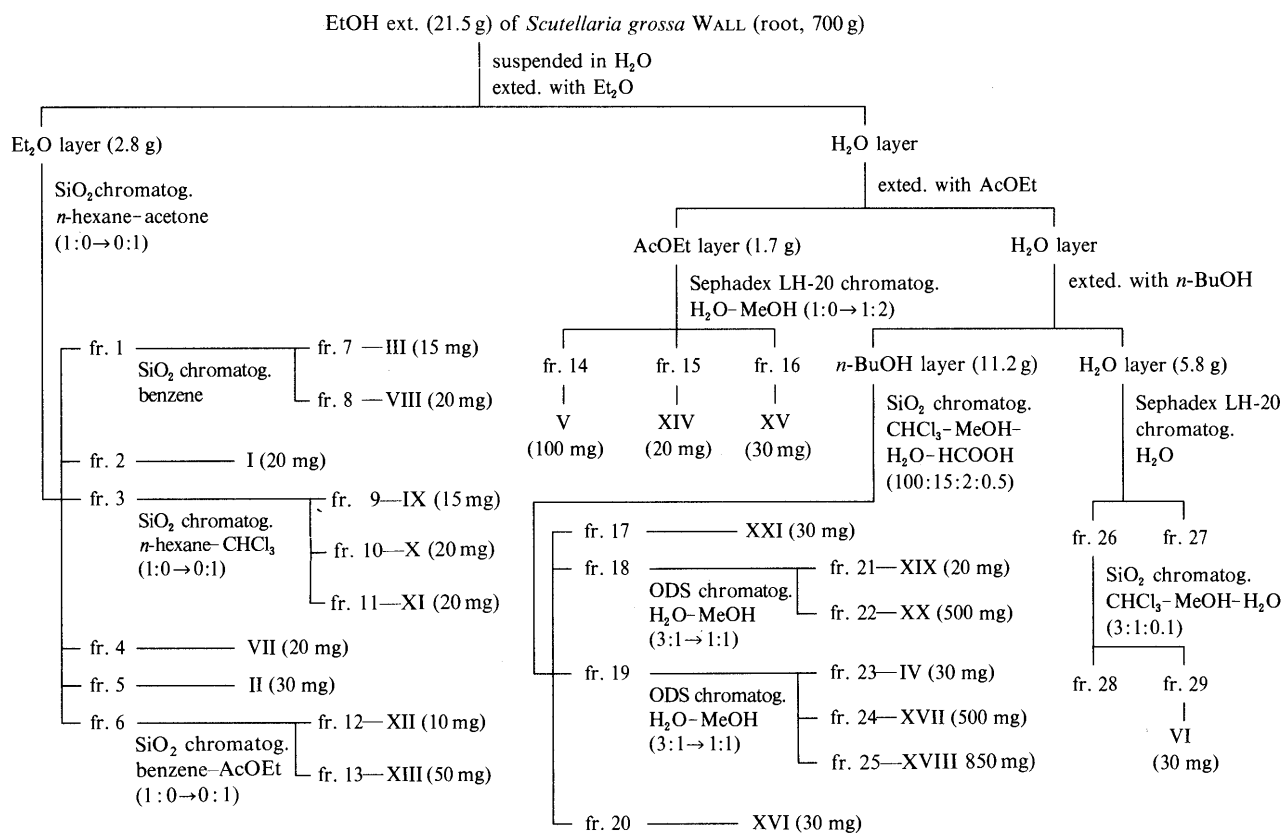 EtOH ext. (21.5 g) of Scutellaria grossa WALL (root, 700 g)
suspended in H₂O
exted. with Et₂O
Et₂O layer (2.8 g)
H₂O layer
SiO₂ chromatog.
n-hexane–acetone
(1:0→0:1)
exted. with AcOEt
AcOEt layer (1.7 g)
H₂O layer
Sephadex LH-20 chromatog.
H₂O–MeOH (1:0→1:2)
exted. with n-BuOH
fr. 1
SiO₂ chromatog.
benzene
fr. 7 — III (15 mg)
fr. 8 — VIII (20 mg)
fr. 2
I (20 mg)
fr. 3
SiO₂ chromatog.
n-hexane–CHCl₃
(1:0→0:1)
fr. 9—IX (15 mg)
fr. 10—X (20 mg)
fr. 11—XI (20 mg)
fr. 4
VII (20 mg)
fr. 5
II (30 mg)
fr. 6
SiO₂ chromatog.
benzene–AcOEt
(1:0→0:1)
fr. 12—XII (10 mg)
fr. 13—XIII (50 mg)
fr. 14
V
(100 mg)
fr. 15
XIV
(20 mg)
fr. 16
XV
(30 mg)
n-BuOH layer (11.2 g)
SiO₂ chromatog.
CHCl₃–MeOH–
H₂O–HCOOH
(100:15:2:0.5)
H₂O layer (5.8 g)
Sephadex LH-20
chromatog.
H₂O
fr. 17
XXI (30 mg)
fr. 18
ODS chromatog.
H₂O–MeOH
(3:1→1:1)
fr. 21—XIX (20 mg)
fr. 22—XX (500 mg)
fr. 19
ODS chromatog.
H₂O–MeOH
(3:1→1:1)
fr. 23—IV (30 mg)
fr. 24—XVII (500 mg)
fr. 25—XVIII 850 mg)
fr. 20
XVI (30 mg)
fr. 26
fr. 27
SiO₂ chromatog.
CHCl₃–MeOH–H₂O
(3:1:0.1)
fr. 28
fr. 29
VI
(30 mg)